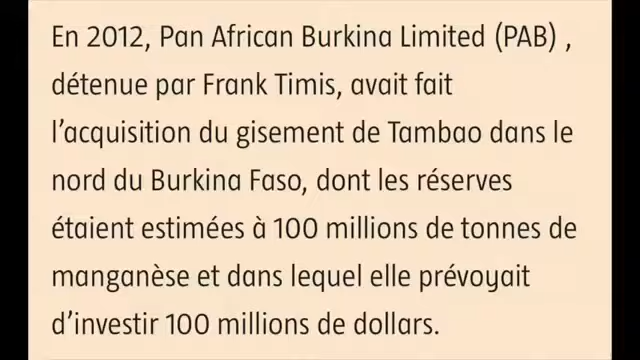 En 2012, Pan African Burkina Limited (PAB) ,
détenue par Frank Timis, avait fait
l’acquisition du gisement de Tambao dans le
nord du Burkina Faso, dont les réserves
étaient estimées à 100 millions de tonnes de
manganèse et dans lequel elle prévoyait
d’investir 100 millions de dollars.